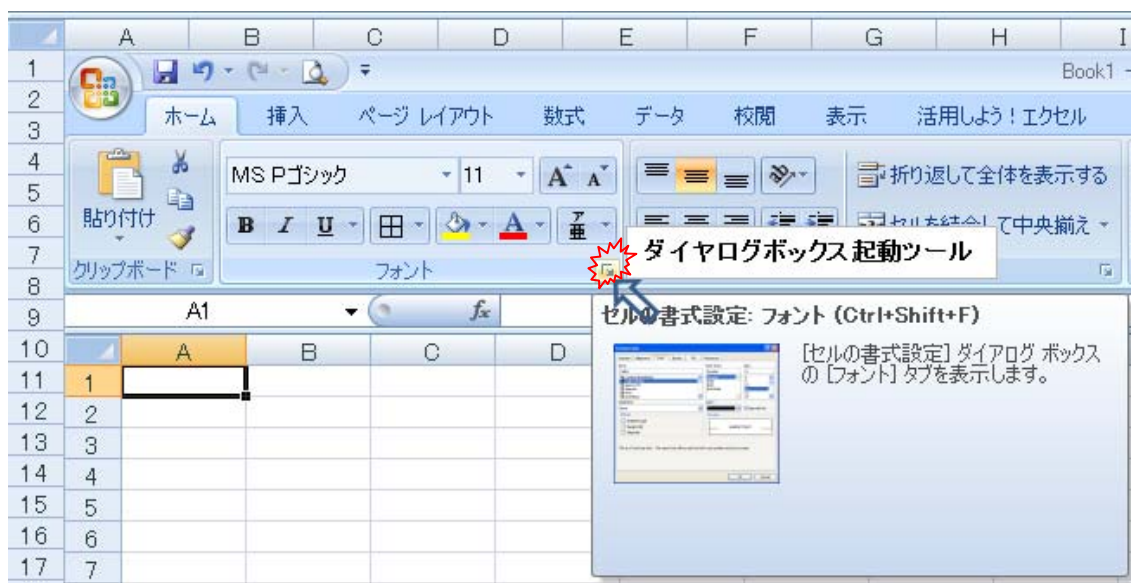 A B C D E F G H I
1
Book1 -
2
ホーム 挿入 ページ レイアウト 数式 データ 校閲 表示 活用しよう！エクセル
3
4
MS Pゴシック 11 A A 折り返して全体を表示する
5
6
貼り付け B I U A ア亜 セルを結合して中央揃え
7
ダイヤログボックス起動ツール
クリップボード フォント
8
9
A1 fx
セルの書式設定: フォント (Ctrl+Shift+F)
10
A B C D
[セルの書式設定] ダイアログ ボックス
の [フォント] タブを表示します。
11 1
12 2
13 3
14 4
15 5
16 6
17 7